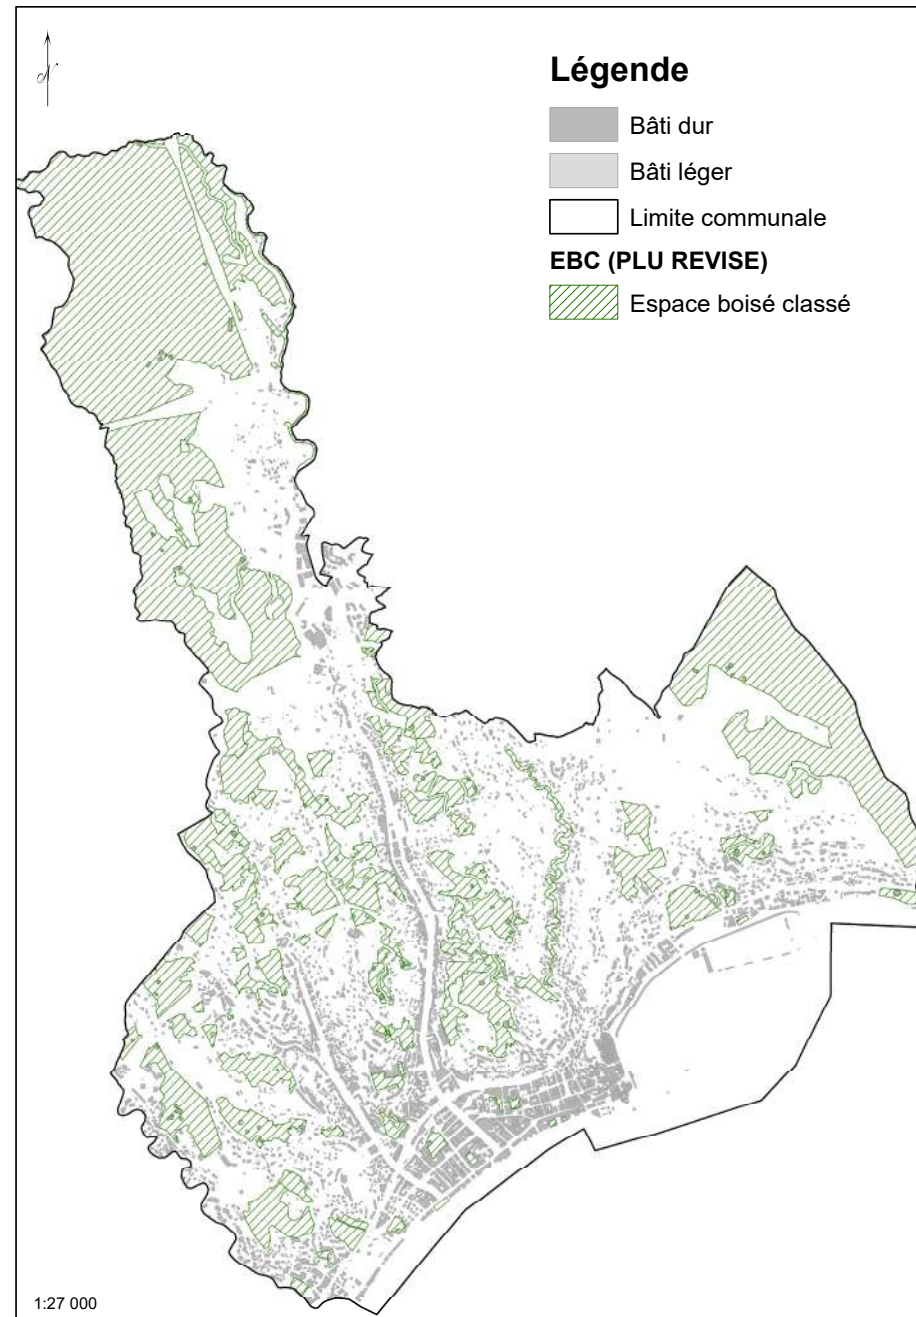 N
Légende
Bâti dur
Bâti léger
Limite communale
EBC (PLU REVISE)
Espace boisé classé
1:27 000